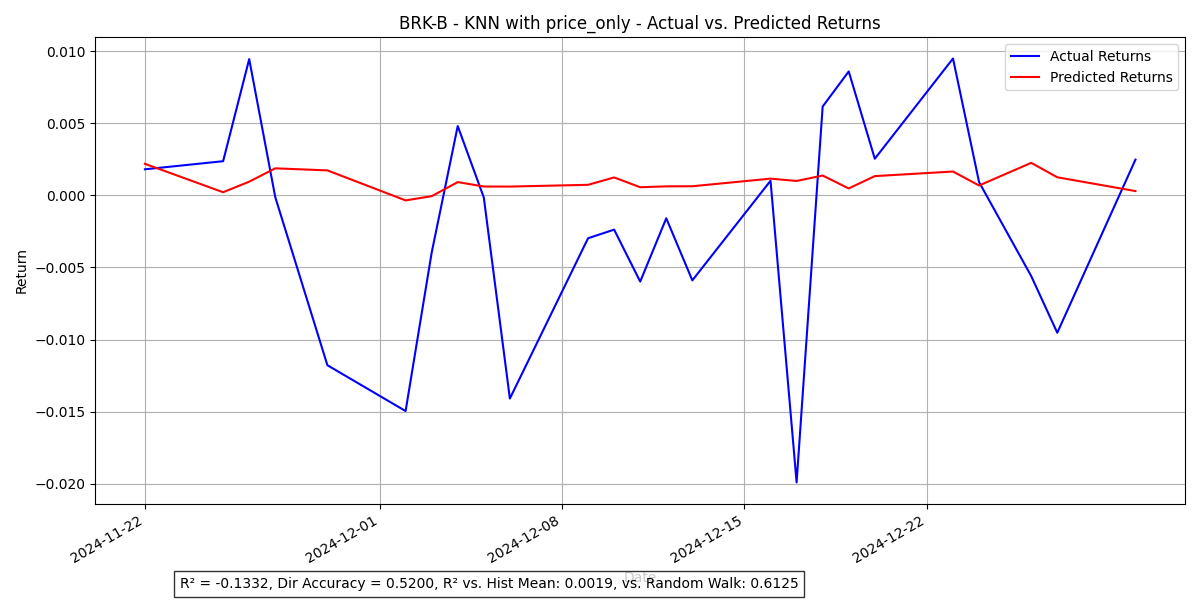 BRK-B - KNN with price_only - Actual vs. Predicted Returns
Actual Returns
Predicted Returns
0.010
0.005
0.000
−0.005
−0.010
−0.015
−0.020
Return
2024-11-22
2024-12-01
2024-12-08
2024-12-15
2024-12-22
Date
R² = -0.1332, Dir Accuracy = 0.5200, R² vs. Hist Mean: 0.0019, vs. Random Walk: 0.6125